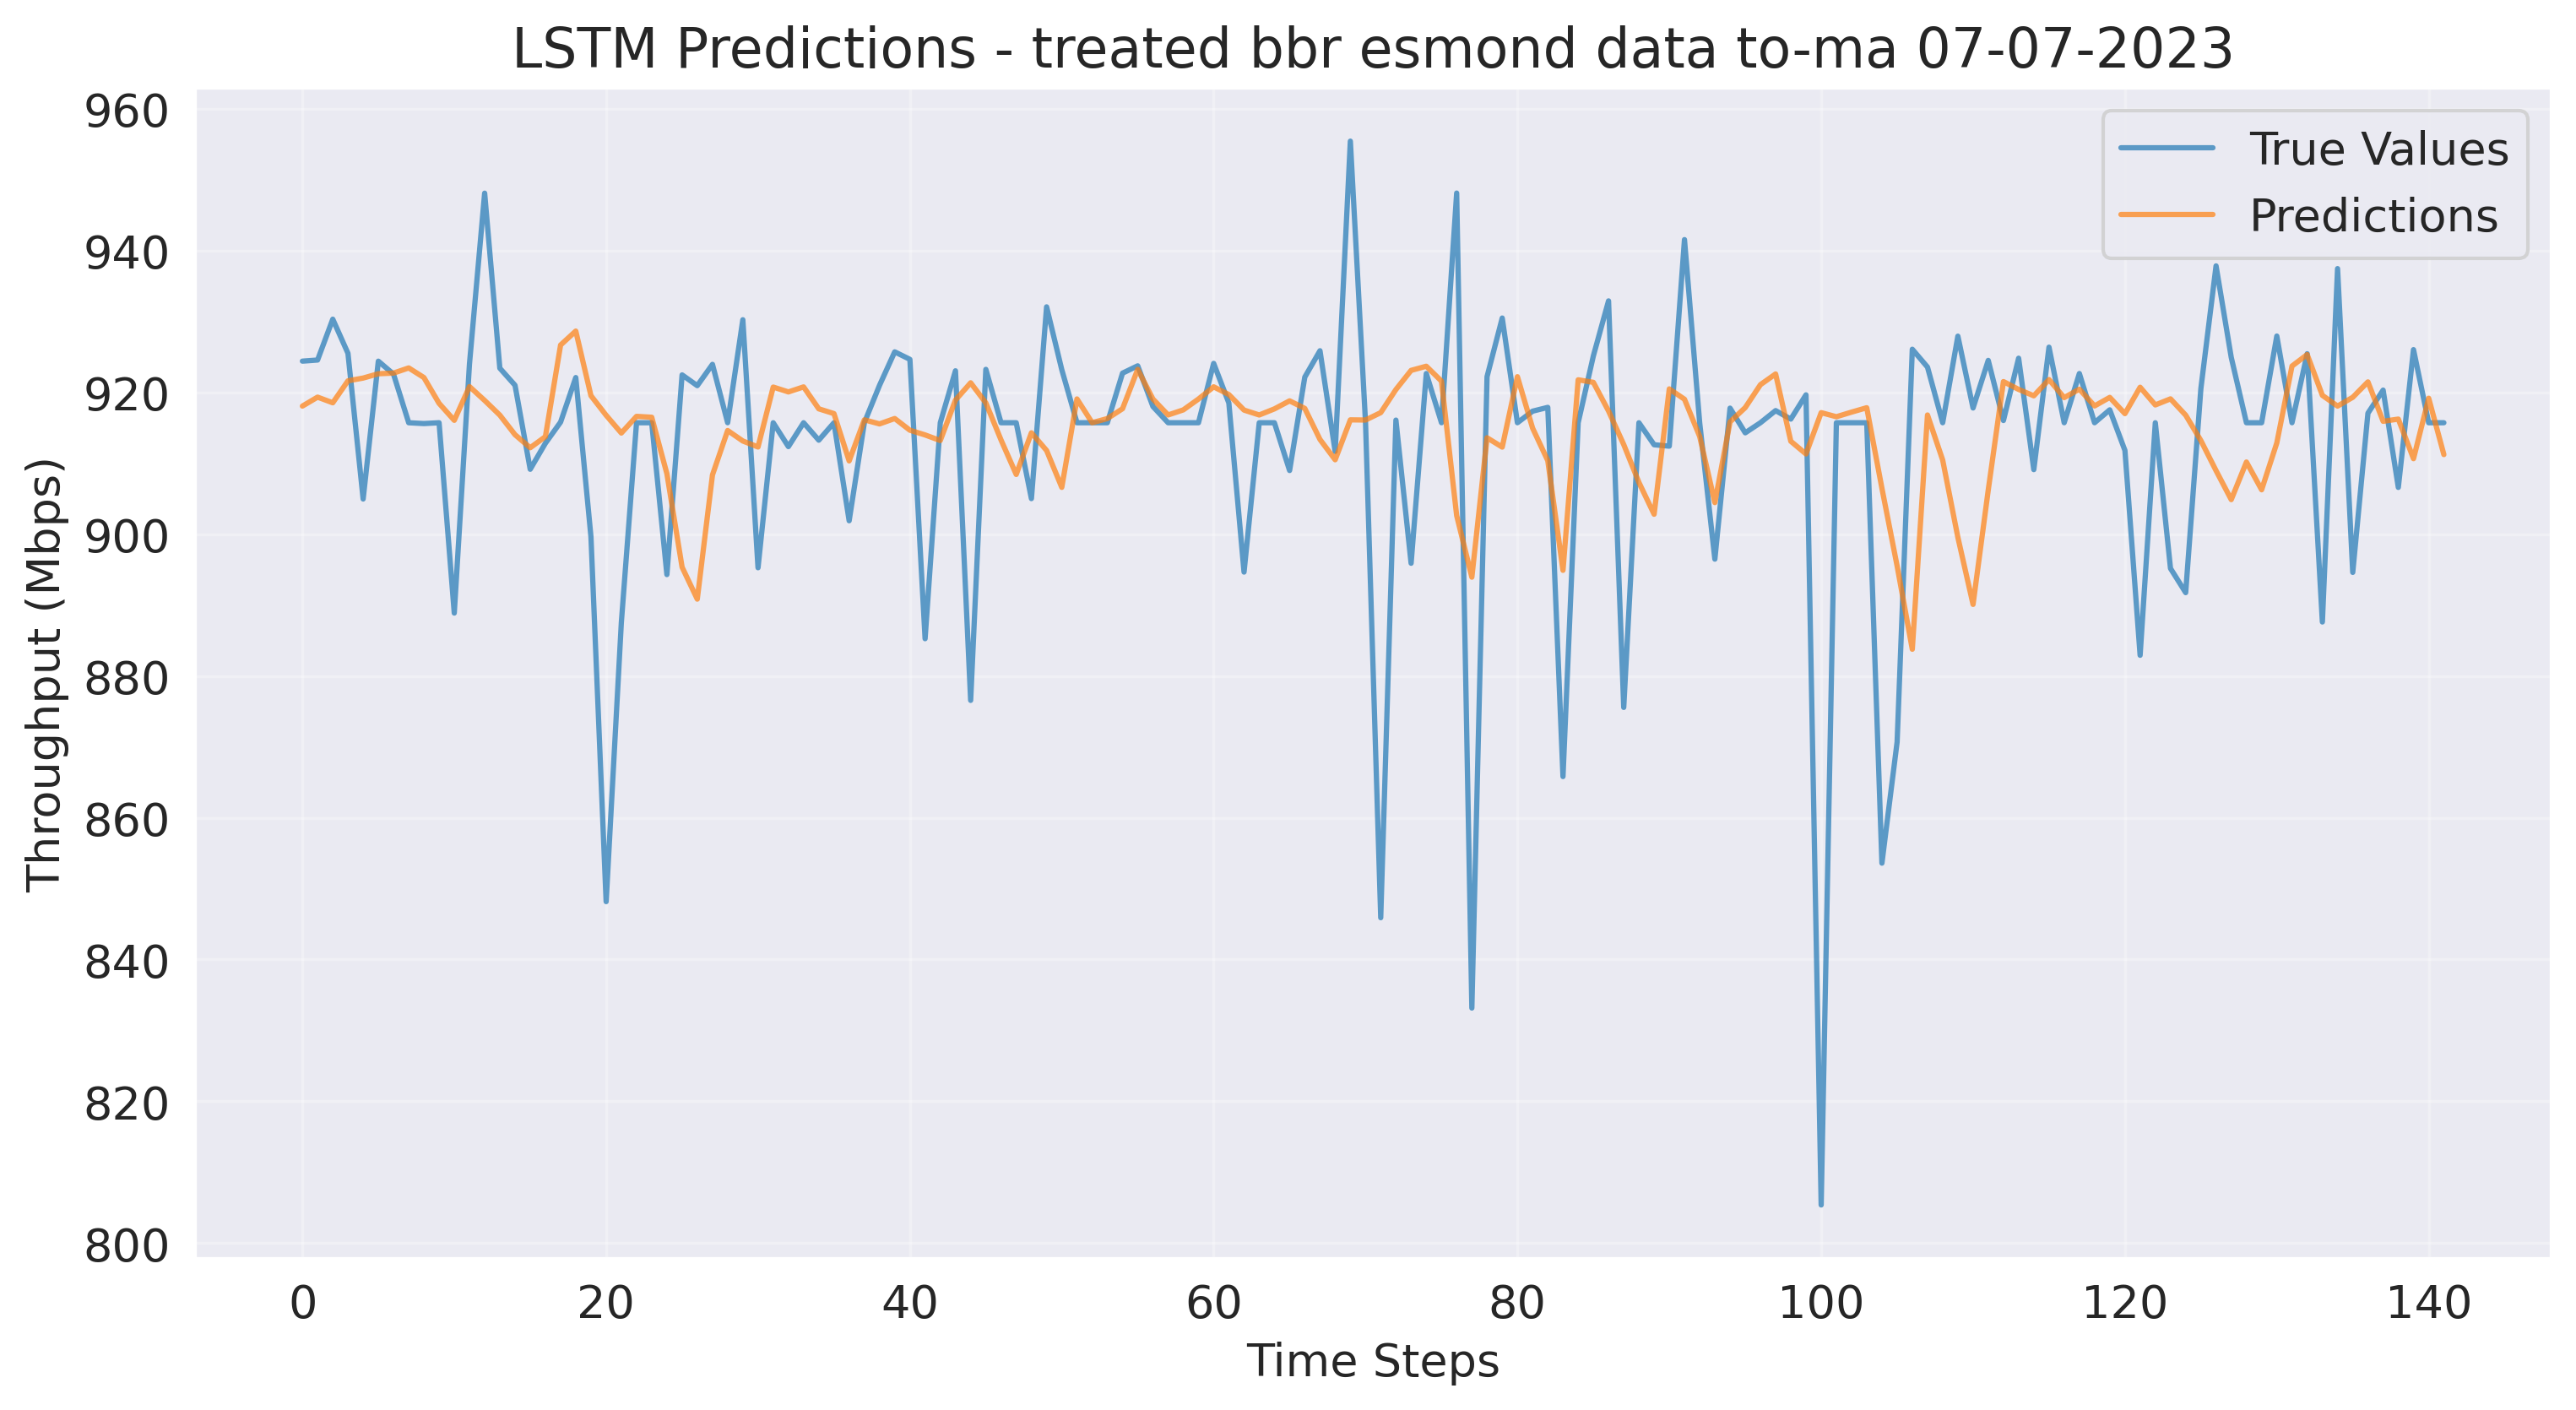 LSTM Predictions - treated bbr esmond data to-ma 07-07-2023
True Values
Predictions
Throughput (Mbps)
960
940
920
900
880
860
840
820
800
0 20 40 60 80 100 120 140
Time Steps